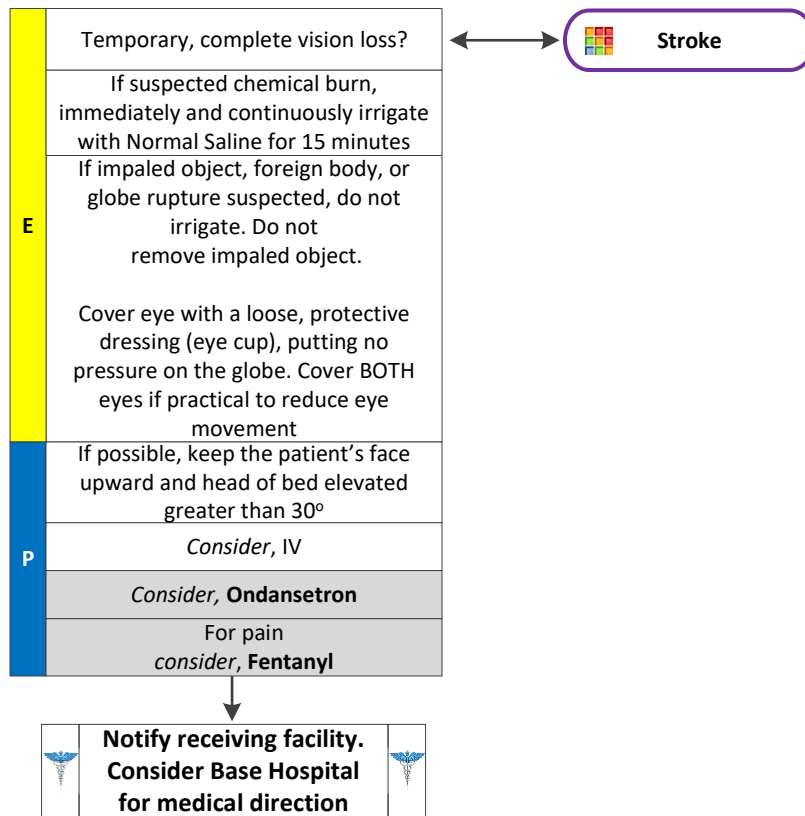 Temporary, complete vision loss?
Stroke
If suspected chemical burn,
immediately and continuously irrigate
with Normal Saline for 15 minutes
E
If impaled object, foreign body, or
globe rupture suspected, do not
irrigate. Do not
remove impaled object.
Cover eye with a loose, protective
dressing (eye cup), putting no
pressure on the globe. Cover BOTH
eyes if practical to reduce eye
movement
P
If possible, keep the patient’s face
upward and head of bed elevated
greater than 30º
Consider, IV
Consider, Ondansetron
For pain
consider, Fentanyl
Notify receiving facility.
Consider Base Hospital
for medical direction